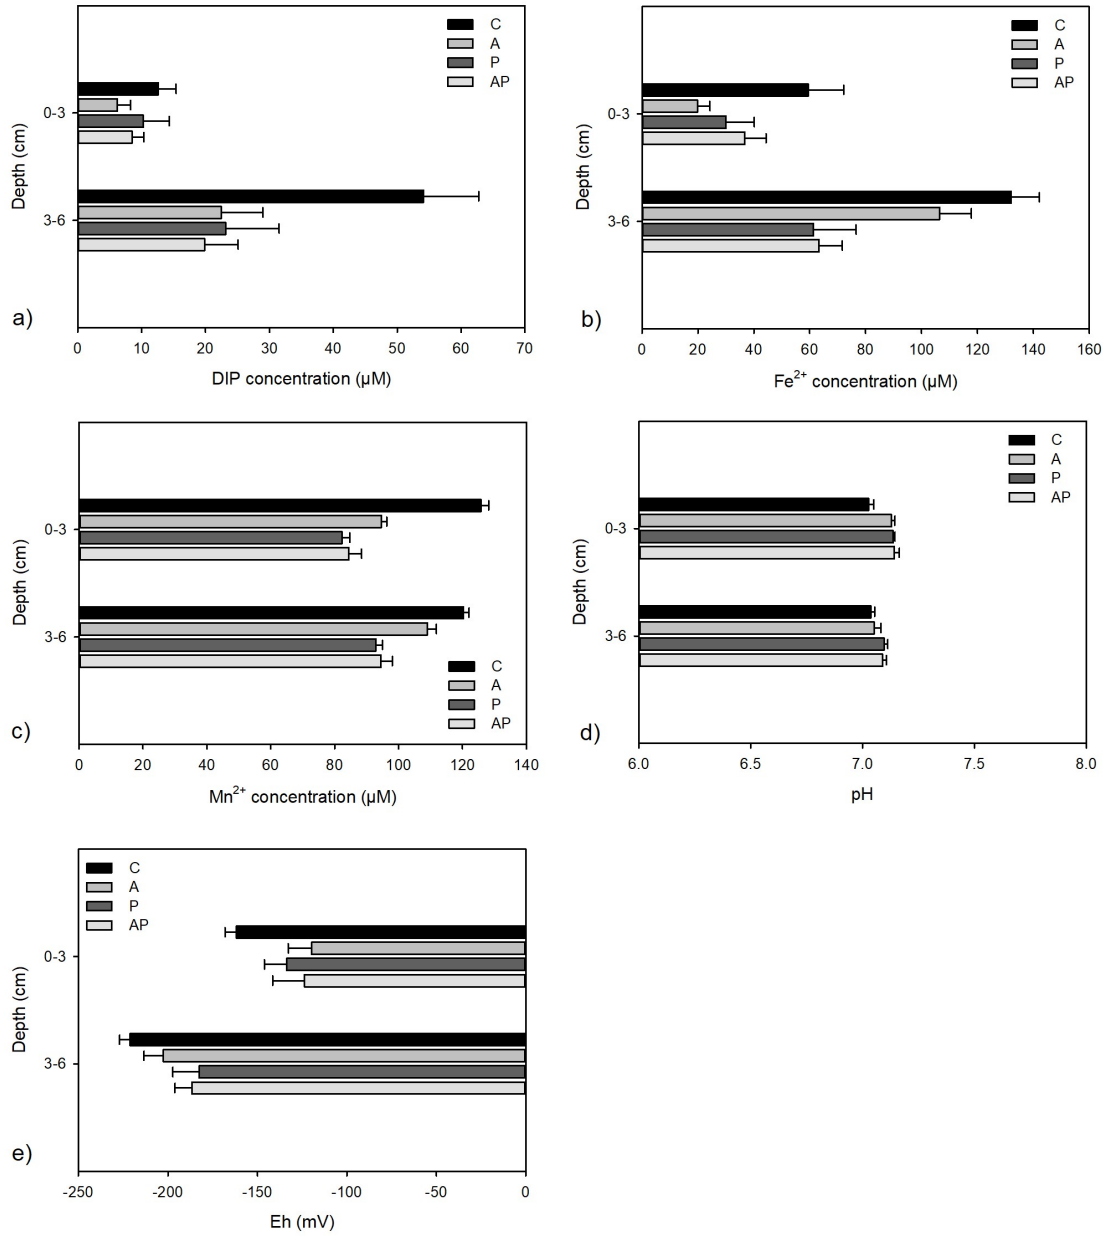 C
A
P
AP
0-3
3-6
Depth (cm)
a)
0 10 20 30 40 50 60 70
DIP concentration (µM)
C
A
P
AP
0-3
3-6
Depth (cm)
b)
0 20 40 60 80 100 120 140 160
Fe²⁺ concentration (µM)
0-3
3-6
Depth (cm)
C
A
P
AP
c)
0 20 40 60 80 100 120 140
Mn²⁺ concentration (µM)
C
A
P
AP
0-3
3-6
Depth (cm)
d)
6.0 6.5 7.0 7.5 8.0
pH
C
A
P
AP
0-3
3-6
Depth (cm)
e)
-250 -200 -150 -100 -50 0
Eh (mV)